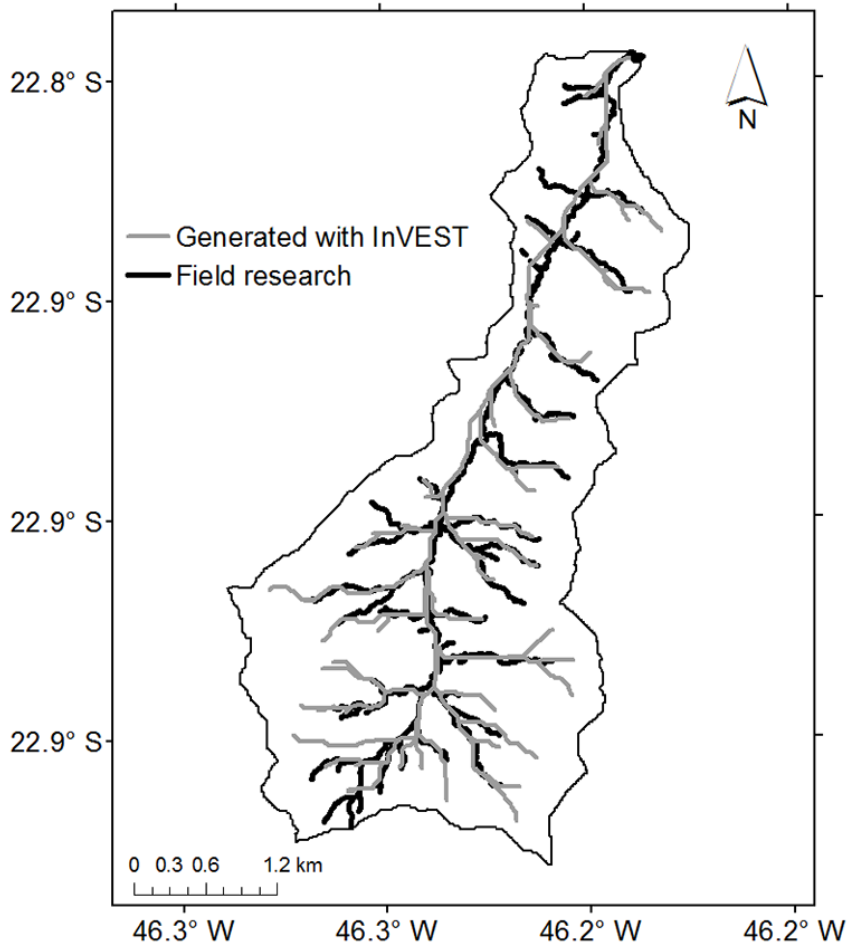 22.8° S
N
Generated with InVEST
Field research
22.9° S
22.9° S
22.9° S
0 0.3 0.6 1.2 km
46.3° W 46.3° W 46.2° W 46.2° W